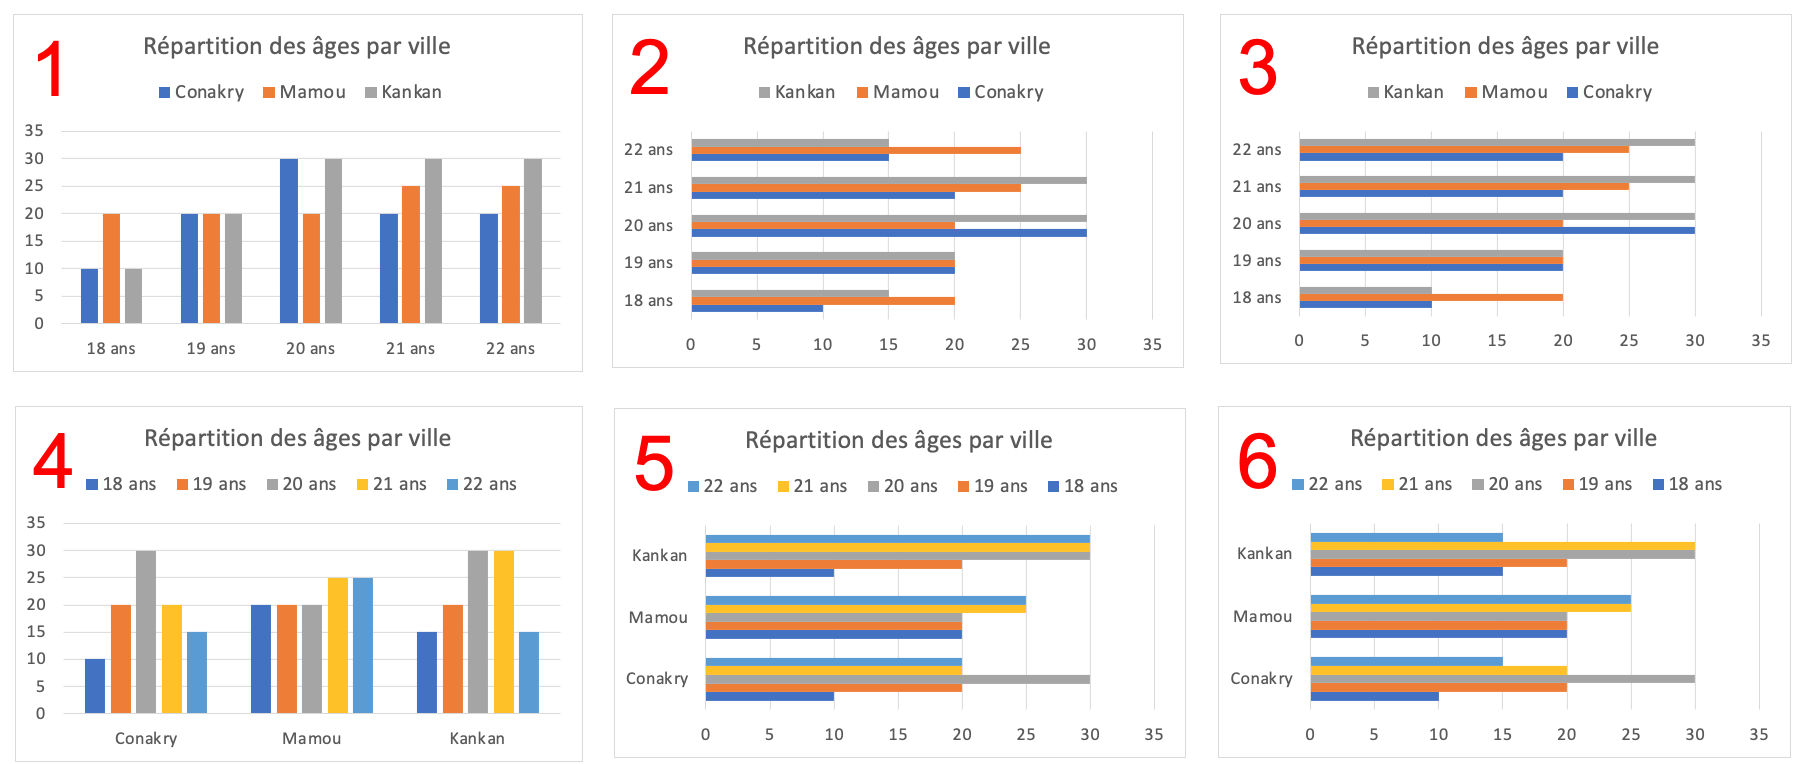 1
Répartition des âges par ville
Conakry Mamou Kankan
35
30
25
20
15
10
5
0
18 ans 19 ans 20 ans 21 ans 22 ans
2
Répartition des âges par ville
Kankan Mamou Conakry
22 ans
21 ans
20 ans
19 ans
18 ans
0 5 10 15 20 25 30 35
3
Répartition des âges par ville
Kankan Mamou Conakry
22 ans
21 ans
20 ans
19 ans
18 ans
0 5 10 15 20 25 30 35
4
Répartition des âges par ville
18 ans 19 ans 20 ans 21 ans 22 ans
35
30
25
20
15
10
5
0
Conakry Mamou Kankan
5
Répartition des âges par ville
22 ans 21 ans 20 ans 19 ans 18 ans
Kankan
Mamou
Conakry
0 5 10 15 20 25 30 35
6
Répartition des âges par ville
22 ans 21 ans 20 ans 19 ans 18 ans
Kankan
Mamou
Conakry
0 5 10 15 20 25 30 35